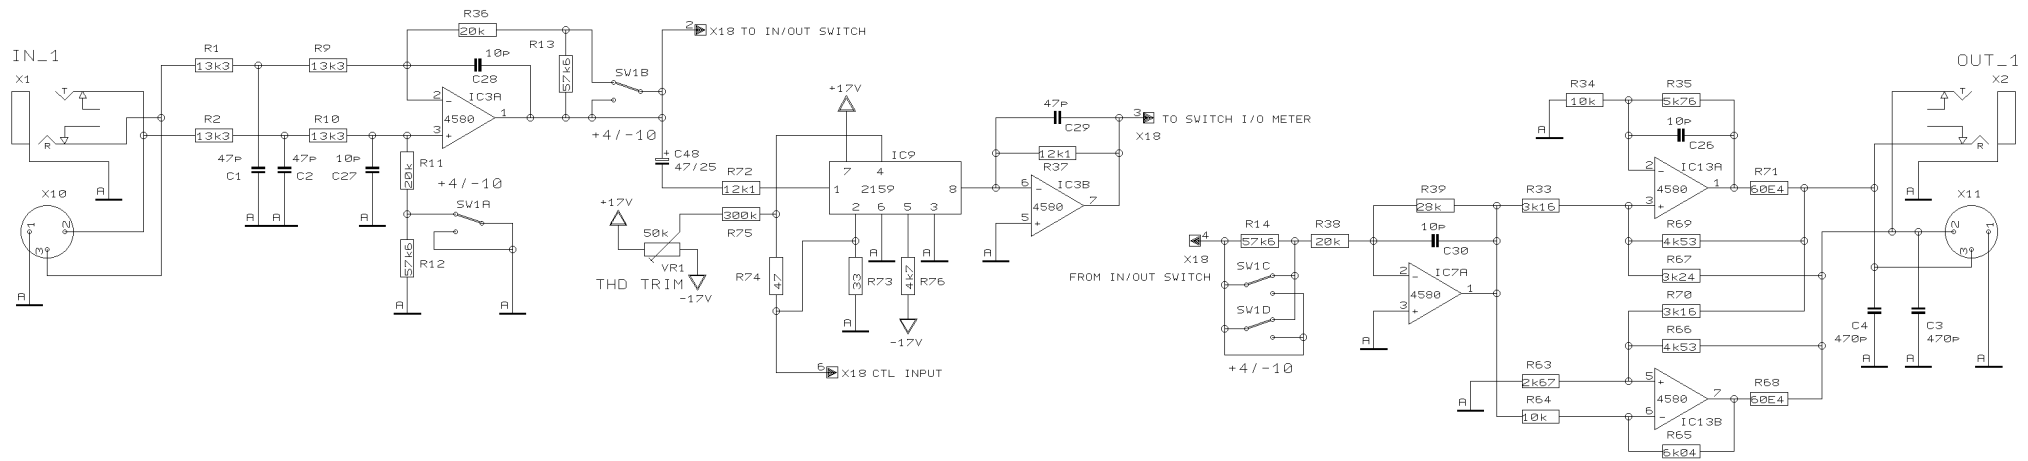 IN_1
X1
T
R
X10
1
2
3
A
A
R1
13k3
R9
13k3
R2
13k3
R10
13k3
47p
C1
47p
C2
10p
C27
A
A
A
R36
20k
10p
C28
R13
57k6
SW1B
+4/-10
IC3A
4580
2
3
1
-
+
R11
20k
+4/-10
SW1A
R12
57k6
A
A
2
X18 TO IN/OUT SWITCH
+
C48
47/25
R72
12k1
300k
R75
+17V
50k
VR1
THD TRIM
-17V
+17V
IC9
7
4
1
2159
8
2
6
5
3
R74
47
33
R73
A
A
4k7
R76
-17V
A
6
X18 CTL INPUT
47p
C29
12k1
R37
IC3B
4580
6
5
7
-
+
A
3
TO SWITCH I/O METER
X18
4
X18
FROM IN/OUT SWITCH
R14
57k6
SW1C
SW1D
+4/-10
R38
20k
R39
28k
10p
C30
IC7A
4580
2
3
1
-
+
A
R33
3k16
R34
10k
A
R35
5k76
10p
C26
IC13A
4580
2
3
1
-
+
R71
60E4
R69
4k53
R67
3k24
R70
3k16
R66
4k53
R63
2k67
A
R64
10k
5
6
7
+
-
4580
IC13B
R65
6k04
R68
60E4
OUT_1
X2
T
R
A
X11
2
1
3
C4
470p
C3
470p
A
A
A